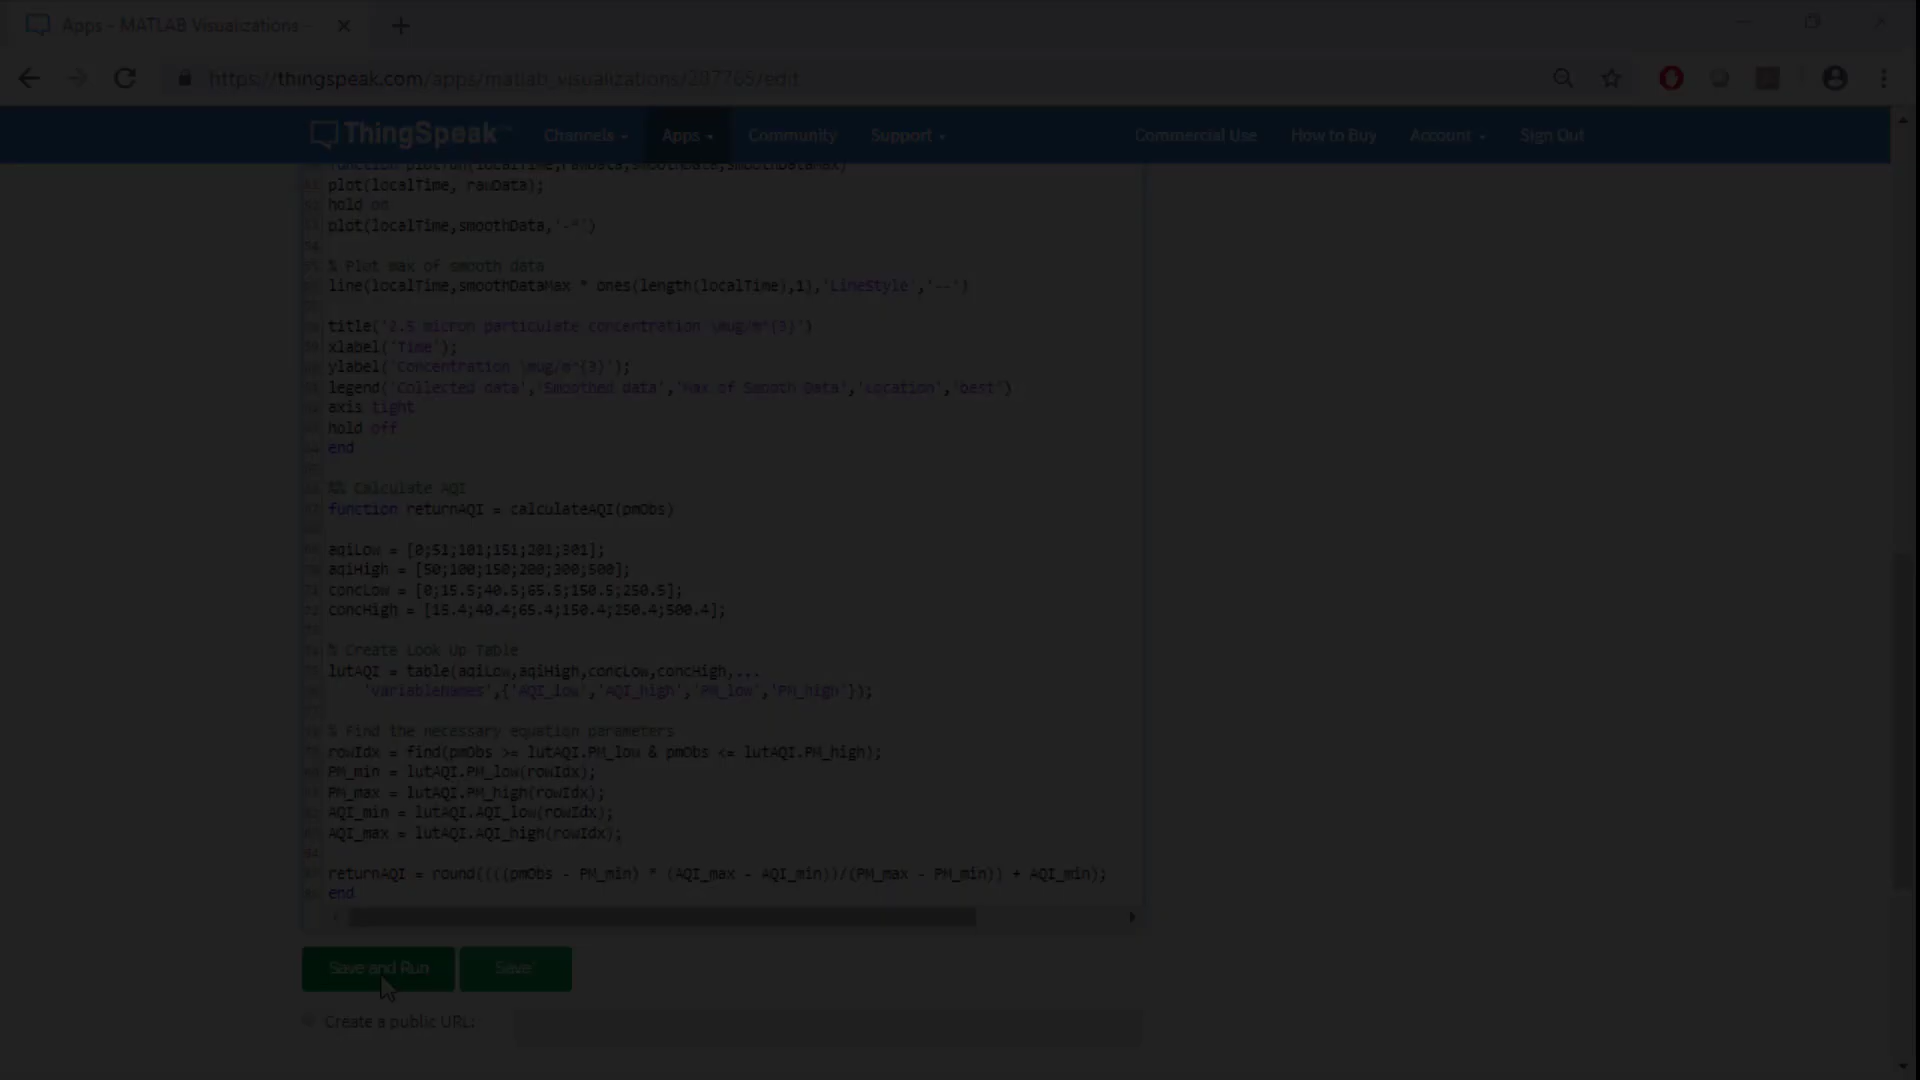 Apps - MATLAB Visualizations -
https://thingspeak.com/apps/matlab_visualizations/207765/edit
ThingSpeak Channels Apps Community Support Commercial Use How to Buy Account Sign Out
function plotFun(localTime,rawData,smoothData,smoothDataMax)
plot(localTime, rawData);
hold on
plot(localTime,smoothData,'-*')
% Plot max of smooth data
line(localTime,smoothDataMax * ones(length(localTime),1),'LineStyle','--')
title('2.5 micron particulate concentration \mug/m^{3}')
xlabel('Time');
ylabel('Concentration \mug/m^{3}');
legend('Collected data','Smoothed data','Max of Smooth Data','Location','best')
axis tight
hold off
end
%% Calculate AQI
function returnAQI = calculateAQI(pmObs)
aqiLow = [0;51;101;151;201;301];
aqiHigh = [50;100;150;200;300;500];
concLow = [0;15.5;40.5;65.5;150.5;250.5];
concHigh = [15.4;40.4;65.4;150.4;250.4;500.4];
% Create Look Up Table
lutAQI = table(aqiLow,aqiHigh,concLow,concHigh,...
'VariableNames',{'AQI_low','AQI_high','PM_low','PM_high'});
% Find the necessary equation parameters
rowIdx = find(pmObs >= lutAQI.PM_low & pmObs <= lutAQI.PM_high);
PM_min = lutAQI.PM_low(rowIdx);
PM_max = lutAQI.PM_high(rowIdx);
AQI_min = lutAQI.AQI_low(rowIdx);
AQI_max = lutAQI.AQI_high(rowIdx);
returnAQI = round((((pmObs - PM_min) * (AQI_max - AQI_min))/(PM_max - PM_min)) + AQI_min);
end
Save and Run Save
Create a public URL: